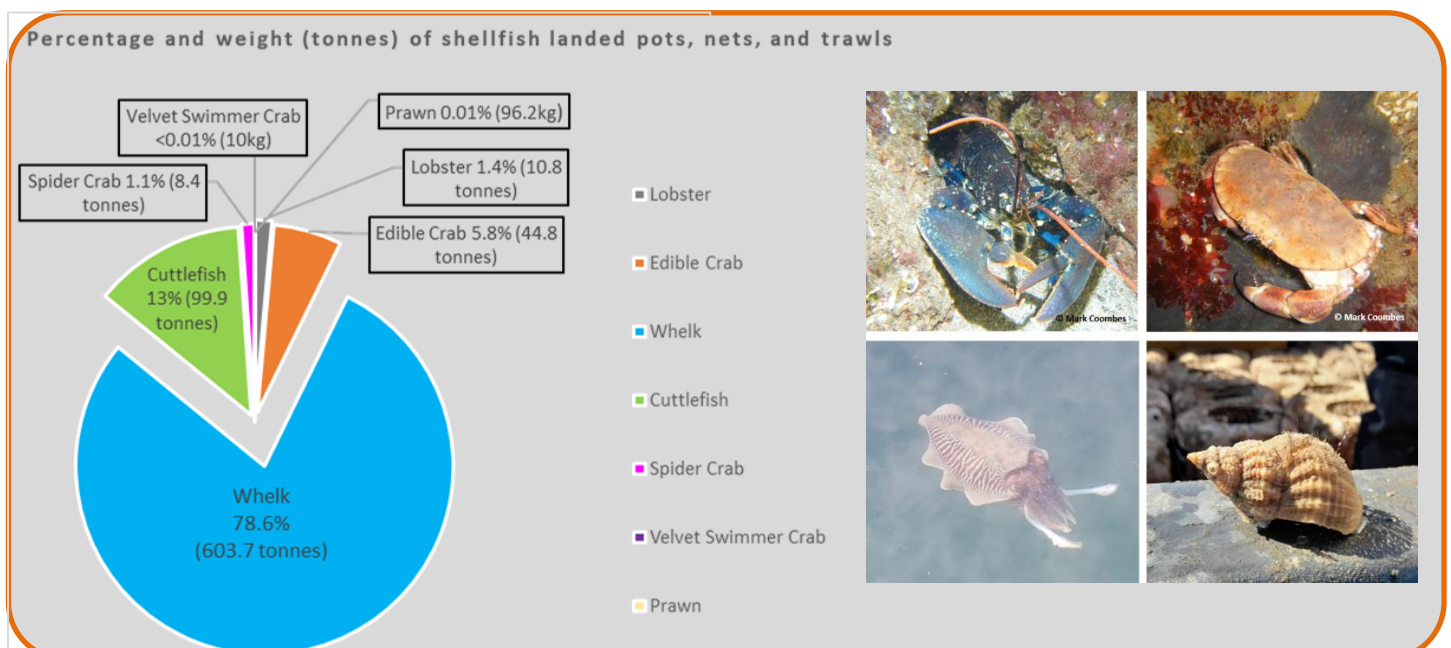 Percentage and weight (tonnes) of shellfish landed pots, nets, and trawls
Velvet Swimmer Crab
<0.01% (10kg)
Prawn 0.01% (96.2kg)
Spider Crab 1.1% (8.4
tonnes)
Lobster 1.4% (10.8
tonnes)
Edible Crab 5.8% (44.8
tonnes)
Cuttlefish
13% (99.9
tonnes)
Whelk
78.6%
(603.7 tonnes)
Lobster
Edible Crab
Whelk
Cuttlefish
Spider Crab
Velvet Swimmer Crab
Prawn
© Mark Coombes
© Mark Coombes